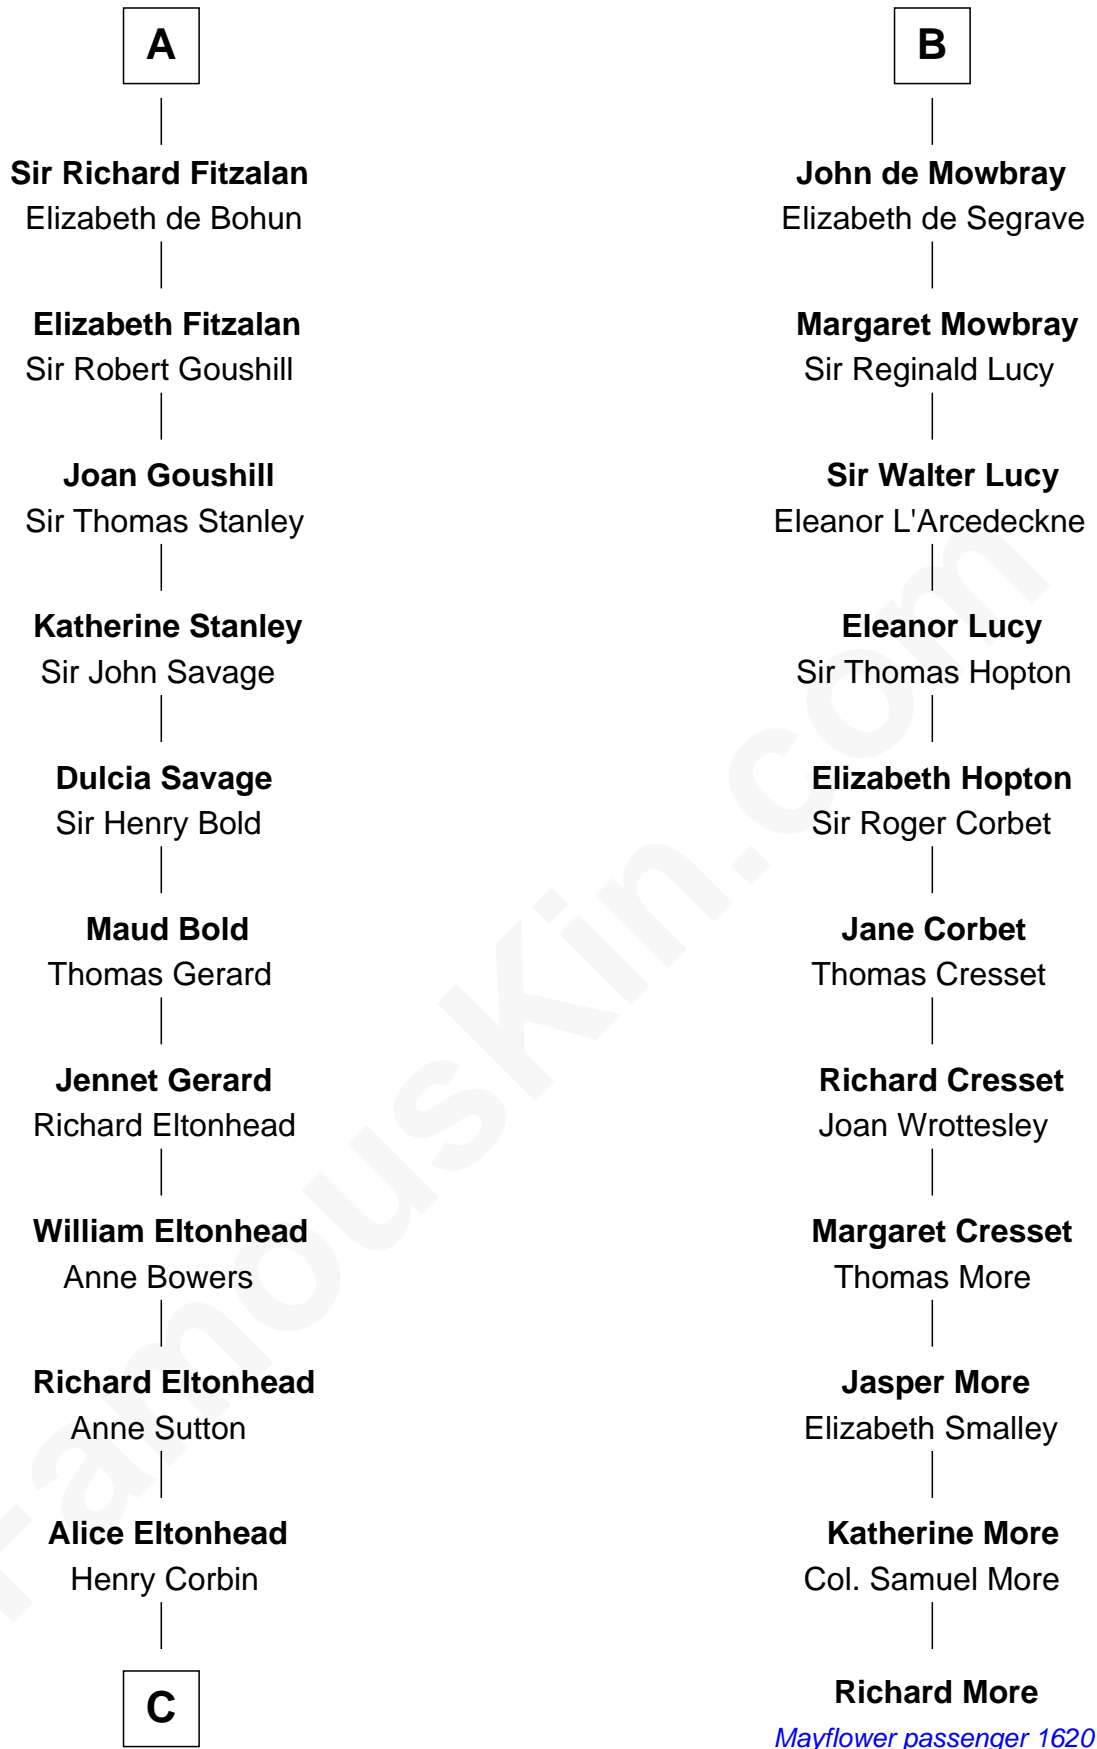 A
Sir Richard Fitzalan
Elizabeth de Bohun
Elizabeth Fitzalan
Sir Robert Goushill
Joan Goushill
Sir Thomas Stanley
Katherine Stanley
Sir John Savage
Dulcia Savage
Sir Henry Bold
Maud Bold
Thomas Gerard
Jennet Gerard
Richard Eltonhead
William Eltonhead
Anne Bowers
Richard Eltonhead
Anne Sutton
Alice Eltonhead
Henry Corbin
C
B
John de Mowbray
Elizabeth de Segrave
Margaret Mowbray
Sir Reginald Lucy
Sir Walter Lucy
Eleanor L'Arcedeckne
Eleanor Lucy
Sir Thomas Hopton
Elizabeth Hopton
Sir Roger Corbet
Jane Corbet
Thomas Cresset
Richard Cresset
Joan Wrottesley
Margaret Cresset
Thomas More
Jasper More
Elizabeth Smalley
Katherine More
Col. Samuel More
Richard More
Mayflower passenger 1620
FamousKin.com